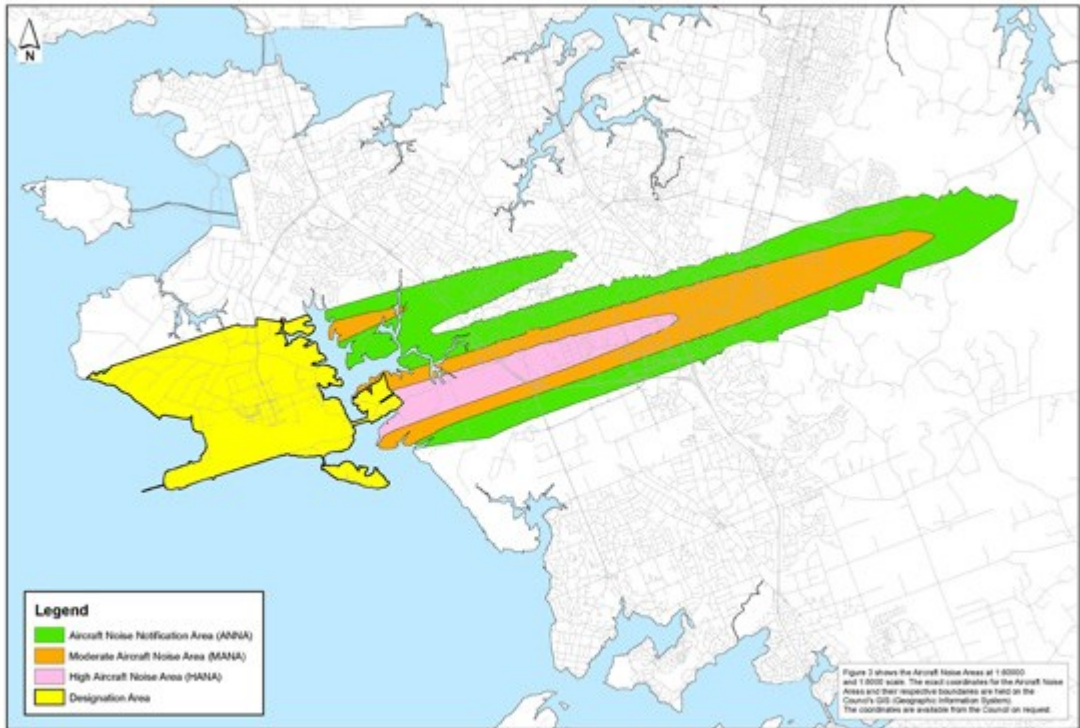 N
Legend
Aircraft Noise Notification Area (ANNA)
Moderate Aircraft Noise Area (MANA)
High Aircraft Noise Area (HANA)
Designation Area
Figure 3 shows the Aircraft Noise Areas at 1:60000
and 1:8000 scale. The exact coordinates for the Aircraft Noise
Areas and their respective boundaries are held on the
Council's GIS (Geographic Information System).
The coordinates are available from the Council on request.